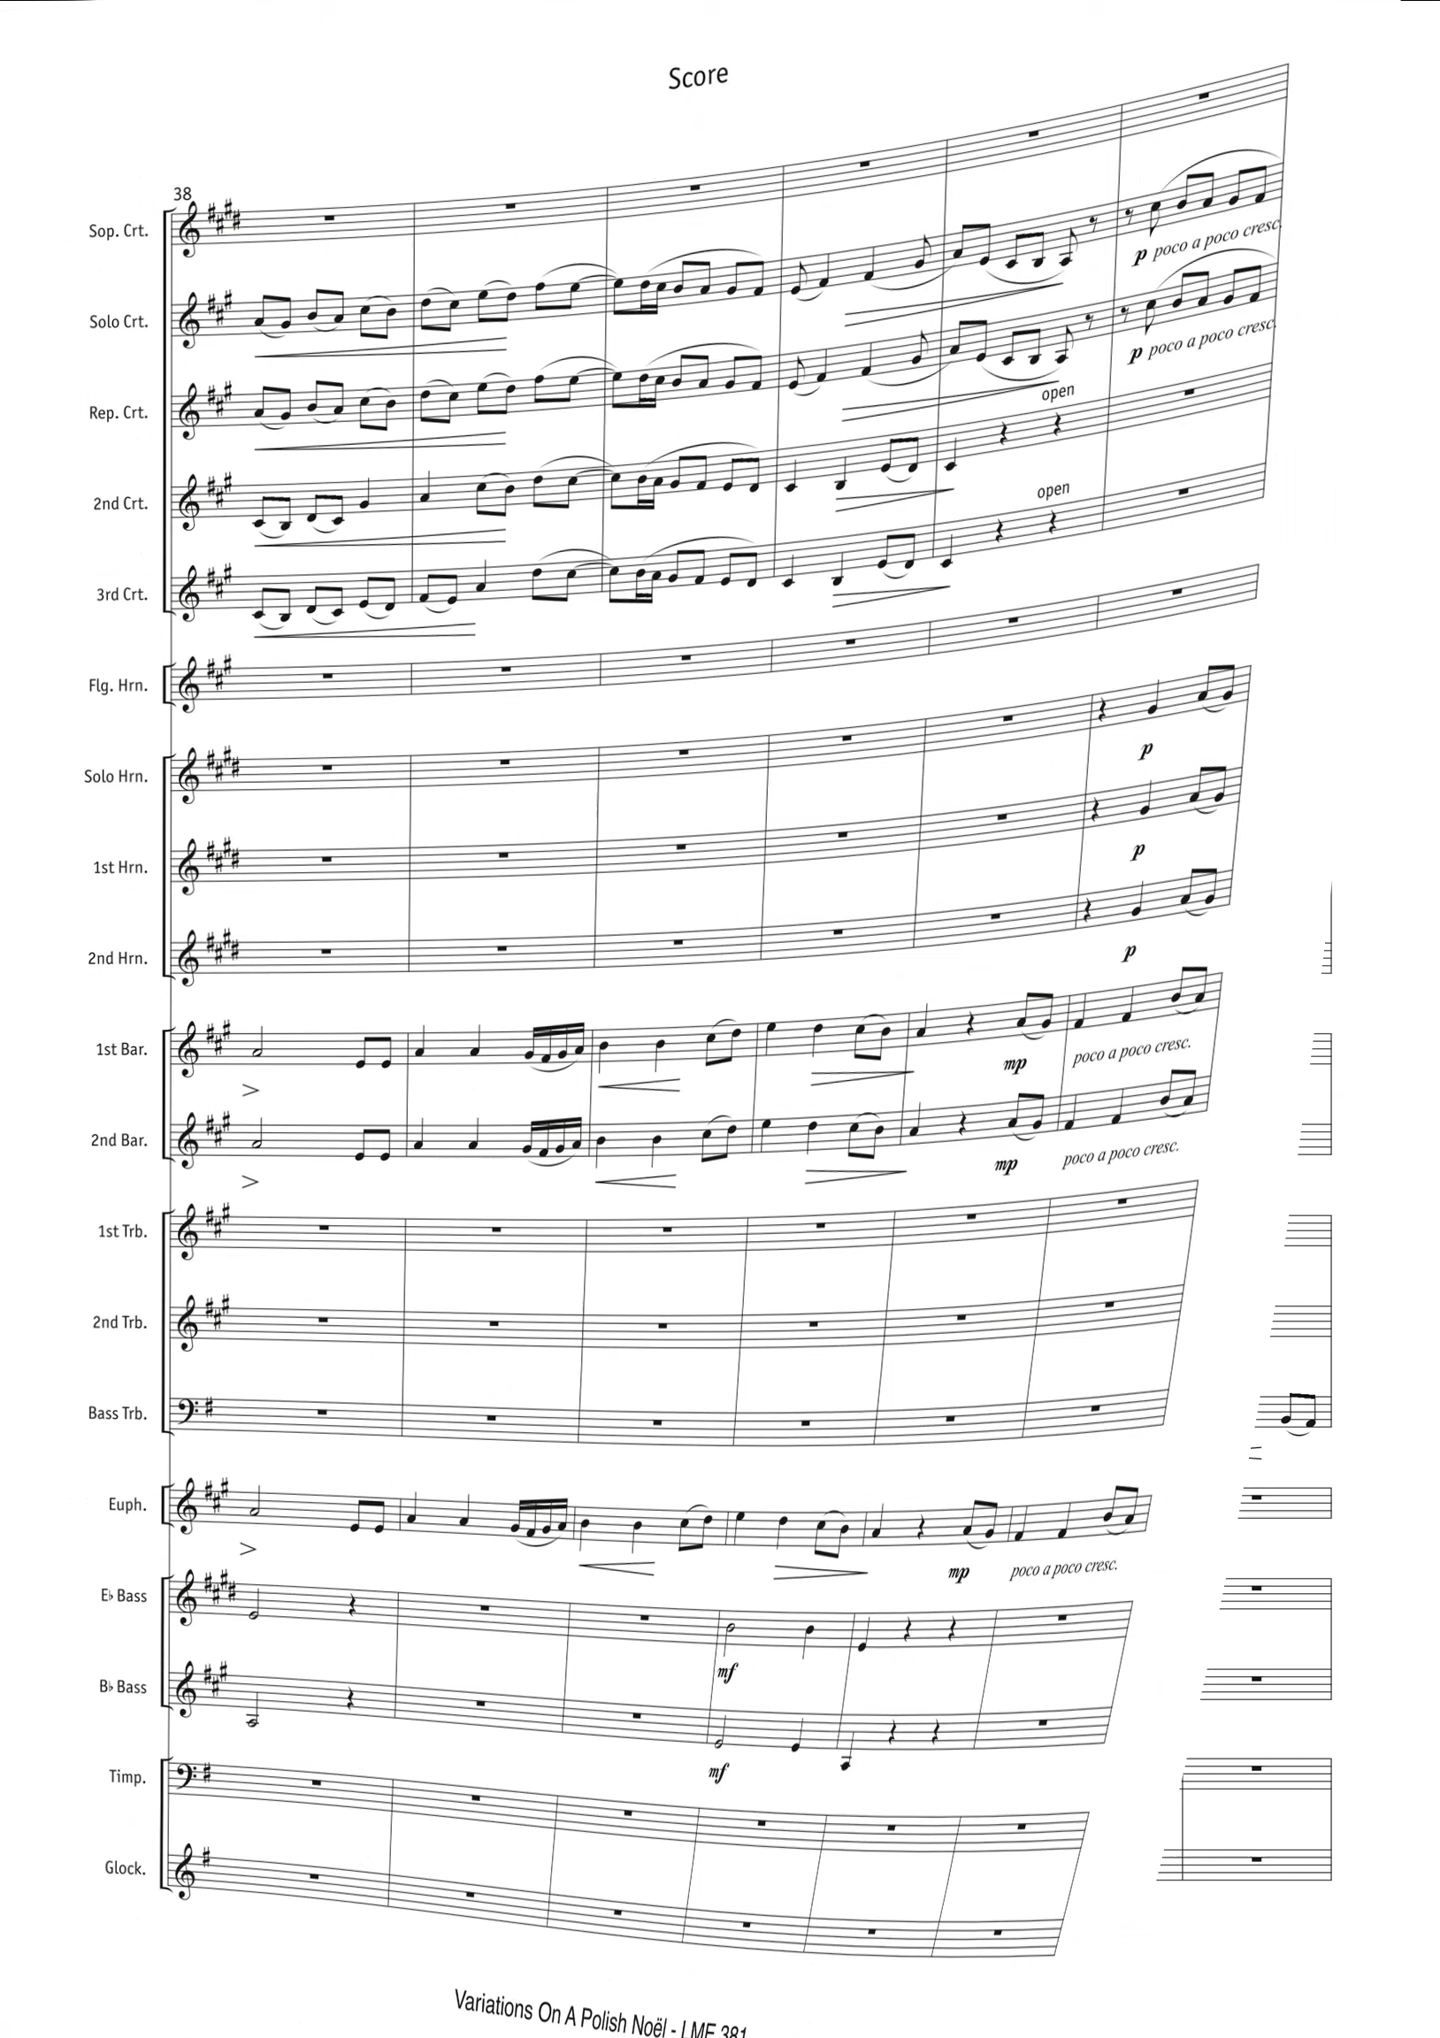 Score
38
Sop. Crt.
p poco a poco cresc.
Solo Crt.
p poco a poco cresc.
Rep. Crt.
open
2nd Crt.
open
3rd Crt.
Flg. Hrn.
Solo Hrn.
p
1st Hrn.
p
2nd Hrn.
p
1st Bar.
mp poco a poco cresc.
2nd Bar.
mp poco a poco cresc.
1st Trb.
2nd Trb.
Bass Trb.
Euph.
mp poco a poco cresc.
E♭ Bass
mf
B♭ Bass
mf
Timp.
Glock.
Variations On A Polish Noël - LMF 381